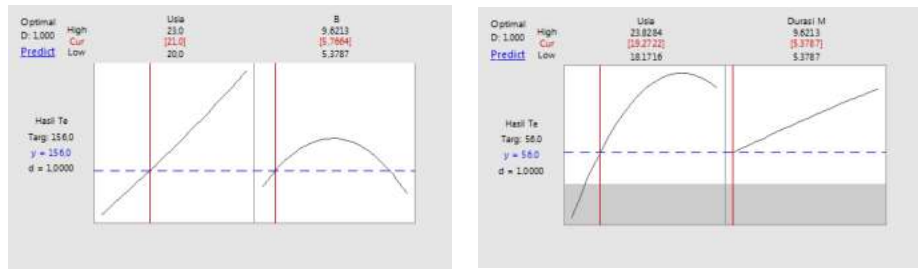 Optimal
D: 1,000
Predict
High
Cur
Low
Usia
23,0
[21,0]
20,0
B
9,6213
[5,7664]
5,3787
Hasil Te
Targ: 156,0
y = 156,0
d = 1,0000
Optimal
D: 1,000
Predict
High
Cur
Low
Usia
23,8284
[19,2722]
18,1716
Durasi M
9,6213
[5,3787]
5,3787
Hasil Te
Targ: 56,0
y = 56,0
d = 1,0000